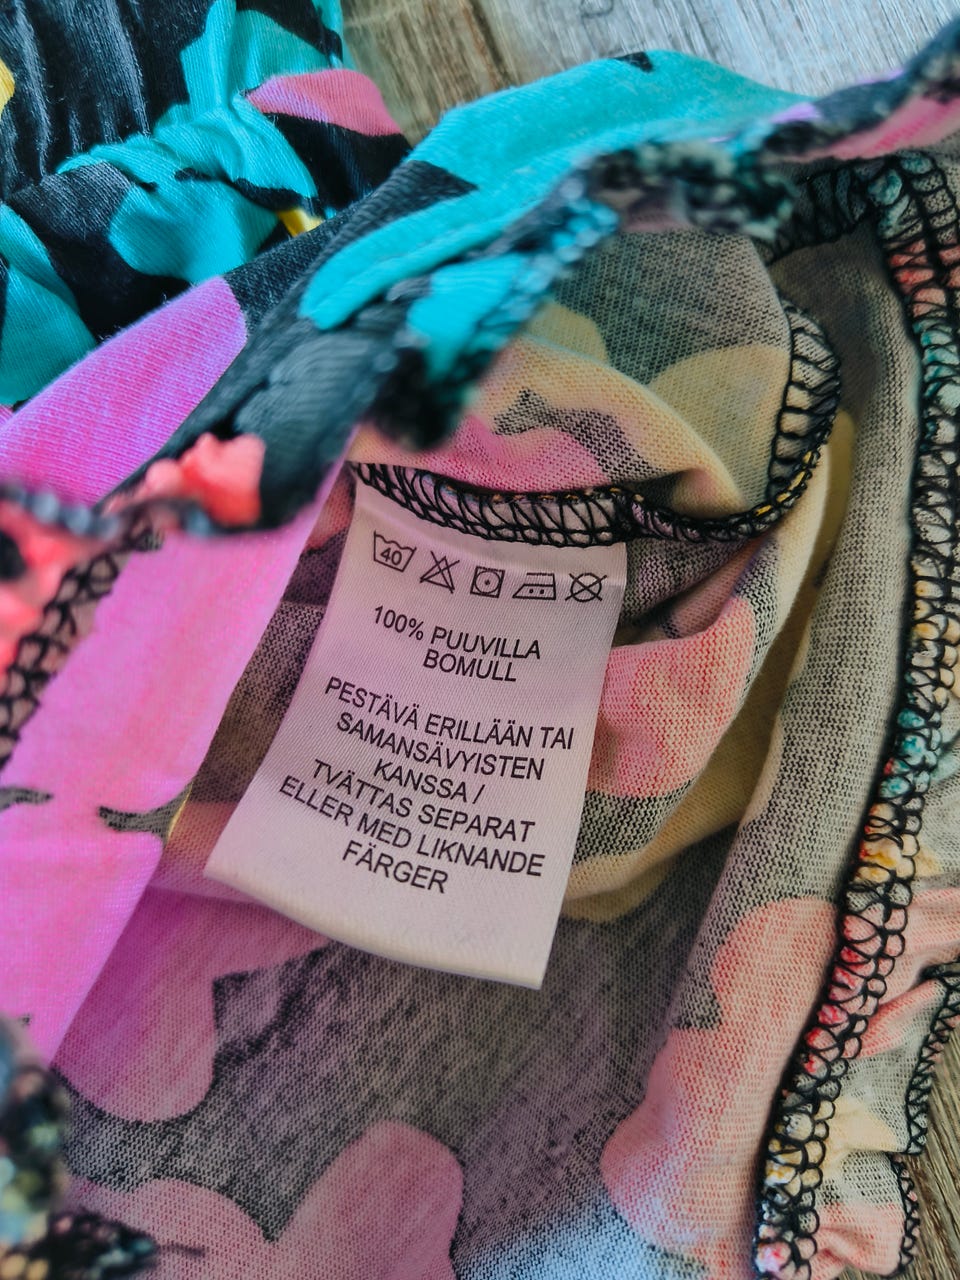 40
100% PUUVILLA
BOMULL
PESTÄVÄ ERILLÄÄN TAI
SAMANSÄVYISTEN
KANSSA /
TVÄTTAS SEPARAT
ELLER MED LIKNANDE
FÄRGER